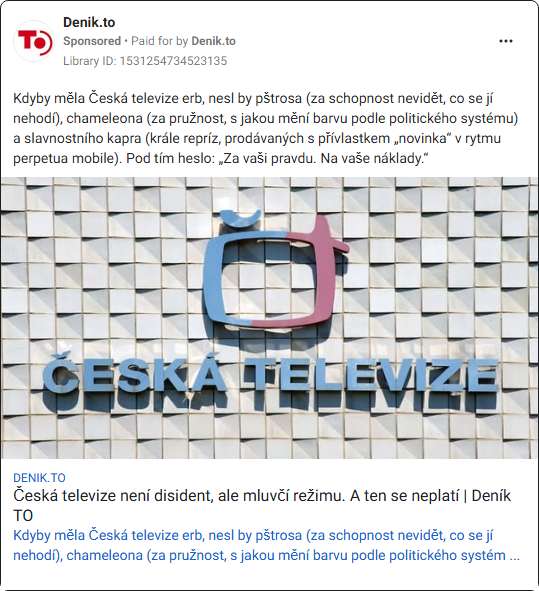 Denik.to
Sponsored • Paid for by Denik.to
Library ID: 1531254734523135
TO
Kdyby měla Česká televize erb, nesl by pštrosa (za schopnost nevidět, co se jí
nehodí), chameleona (za pružnost, s jakou mění barvu podle politického systému)
a slavnostního kapra (krále repríz, prodávaných s přívlastkem „novinka“ v rytmu
perpetua mobile). Pod tím heslo: „Za vaši pravdu. Na vaše náklady.“
ČESKÁ TELEVIZE
DENIK.TO
Česká televize není disident, ale mluvčí režimu. A ten se neplatí | Deník
TO
Kdyby měla Česká televize erb, nesl by pštrosa (za schopnost nevidět, co se jí
nehodí), chameleona (za pružnost, s jakou mění barvu podle politického systém ...